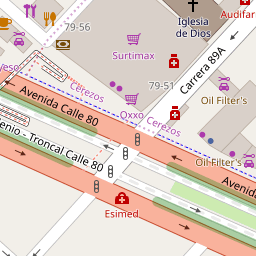 79-56
Iglesia
de Dios
Audifar
Surtimax
Carrera 89A
79-51
Cerezos
Avenida Calle 80
Oxxo
Cerezos
Oil Filter's
enio - Troncal Calle 80
Oil Filter's
Avenida
Esimed